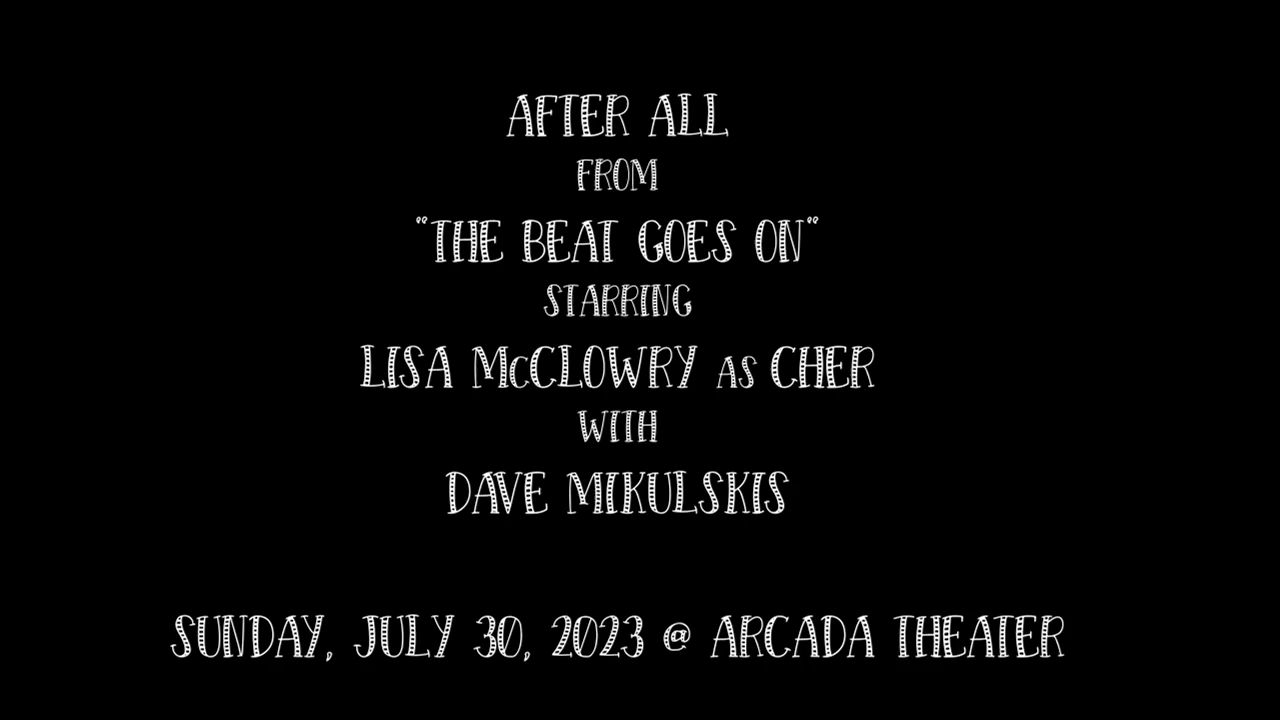 AFTER ALL
FROM
"THE BEAT GOES ON"
STARRING
LISA McCLOWRY AS CHER
WITH
DAVE MIKULSKIS
SUNDAY, JULY 30, 2023 @ ARCADA THEATER